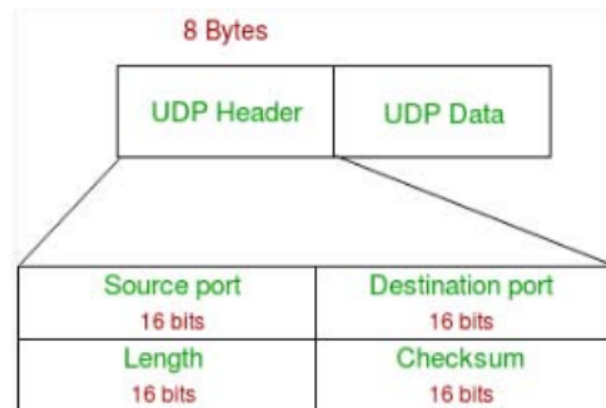 8 Bytes
UDP Header UDP Data
Source port Destination port
16 bits 16 bits
Length Checksum
16 bits 16 bits